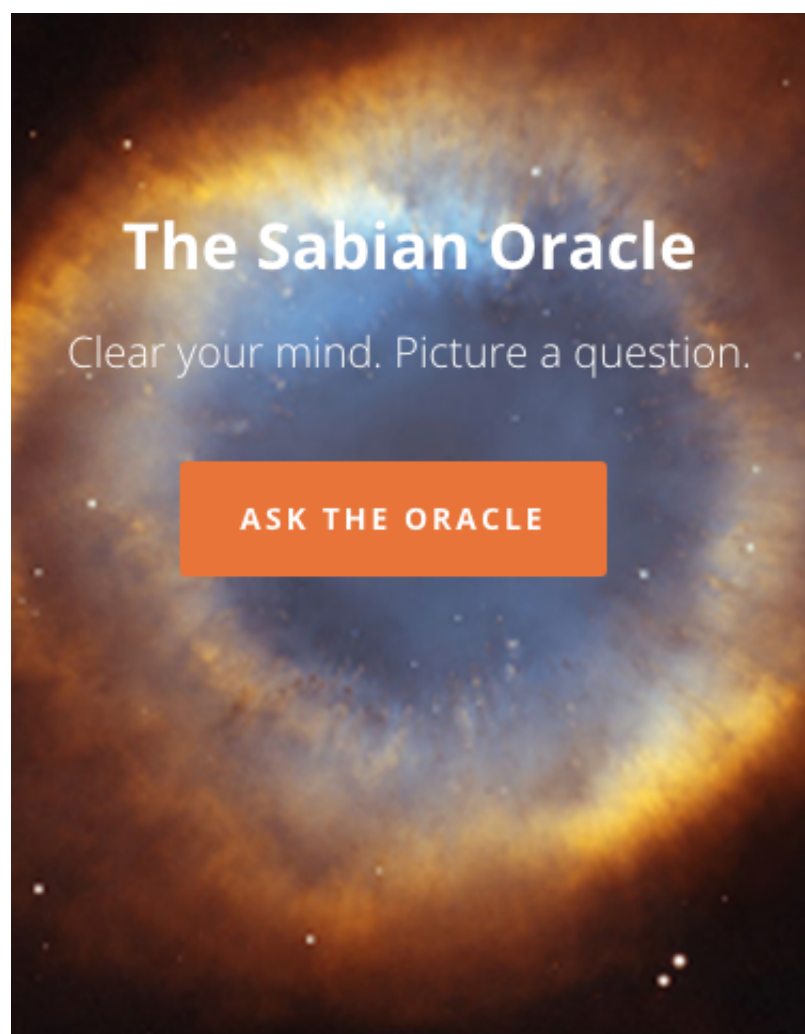 The Sabian Oracle
Clear your mind. Picture a question.
ASK THE ORACLE